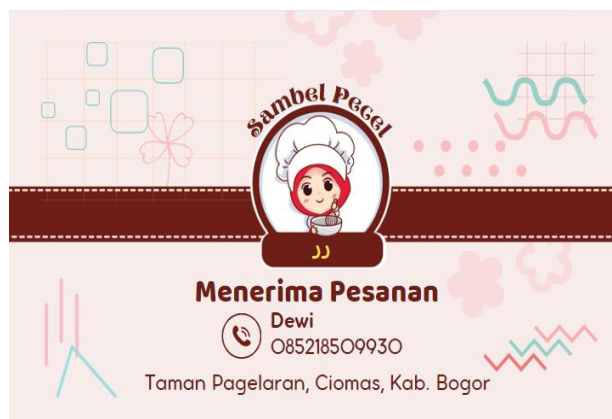 Sambel Pecel
JJ
Menerima Pesanan
Dewi
085218509930
Taman Pagelaran, Ciomas, Kab. Bogor